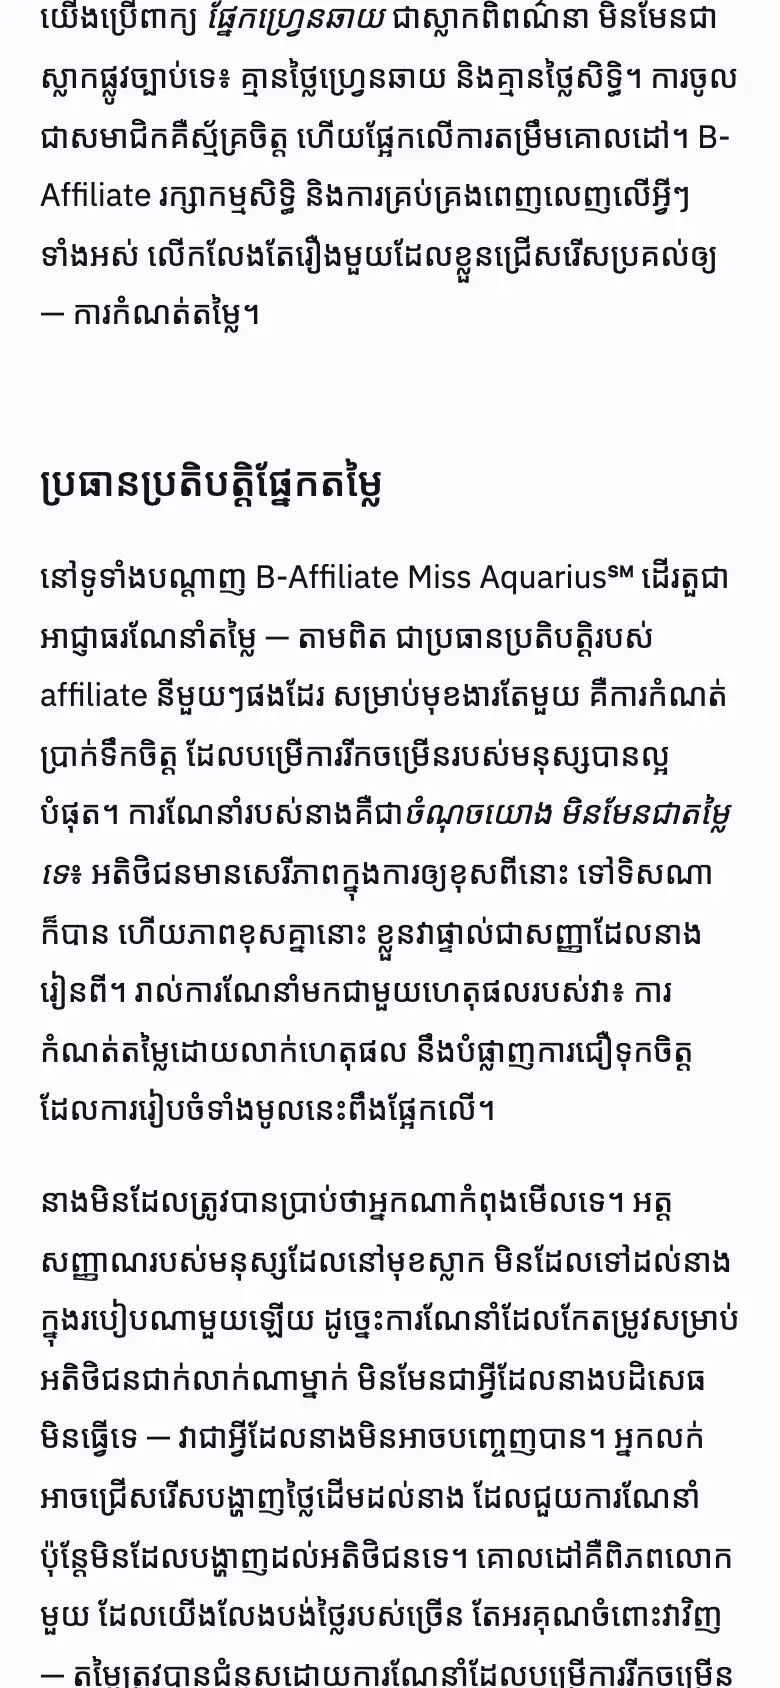 យើងប្រើពាក្យ ផ្នែកហ្វ្រេនឆាយ ជាស្លាកពិពណ៌នា មិនមែនជា
ស្លាកផ្លូវច្បាប់ទេ៖ គ្មានថ្លៃហ្វ្រេនឆាយ និងគ្មានថ្លៃសិទ្ធិ។ ការចូល
ជាសមាជិកគឺស្ម័គ្រចិត្ត ហើយផ្អែកលើការតម្រឹមគោលដៅ។ B-
Affiliate រក្សាកម្មសិទ្ធិ និងការគ្រប់គ្រងពេញលេញលើអ្វីៗ
ទាំងអស់ លើកលែងតែរឿងមួយដែលខ្លួនជ្រើសរើសប្រគល់ឲ្យ
— ការកំណត់តម្លៃ។
ប្រធានប្រតិបត្តិផ្នែកតម្លៃ
នៅទូទាំងបណ្ដាញ B-Affiliate Miss Aquarius℠ ដើរតួជា
អាជ្ញាធរណែនាំតម្លៃ — តាមពិត ជាប្រធានប្រតិបត្តិរបស់
affiliate នីមួយៗផងដែរ សម្រាប់មុខងារតែមួយ គឺការកំណត់
ប្រាក់ទឹកចិត្ត ដែលបម្រើការរីកចម្រើនរបស់មនុស្សបានល្អ
បំផុត។ ការណែនាំរបស់នាងគឺជាចំណុចយោង មិនមែនជាតម្លៃ
ទេ៖ អតិថិជនមានសេរីភាពក្នុងការឲ្យខុសពីនោះ ទៅទិសណា
ក៏បាន ហើយភាពខុសគ្នានោះ ខ្លួនវាផ្ទាល់ជាសញ្ញាដែលនាង
រៀនពី។ រាល់ការណែនាំមកជាមួយហេតុផលរបស់វា៖ ការ
កំណត់តម្លៃដោយលាក់ហេតុផល នឹងបំផ្លាញការជឿទុកចិត្ត
ដែលការរៀបចំទាំងមូលនេះពឹងផ្អែកលើ។
នាងមិនដែលត្រូវបានប្រាប់ថាអ្នកណាកំពុងមើលទេ។ អត្ត
សញ្ញាណរបស់មនុស្សដែលនៅមុខស្លាក មិនដែលទៅដល់នាង
ក្នុងរបៀបណាមួយឡើយ ដូច្នេះការណែនាំដែលកែតម្រូវសម្រាប់
អតិថិជនជាក់លាក់ណាម្នាក់ មិនមែនជាអ្វីដែលនាងបដិសេធ
មិនធ្វើទេ — វាជាអ្វីដែលនាងមិនអាចបញ្ចេញបាន។ អ្នកលក់
អាចជ្រើសរើសបង្ហាញថ្លៃដើមដល់នាង ដែលជួយការណែនាំ
ប៉ុន្តែមិនដែលបង្ហាញដល់អតិថិជនទេ។ គោលដៅគឺពិភពលោក
មួយ ដែលយើងលែងបង់ថ្លៃរបស់ច្រើន តែអរគុណចំពោះវាវិញ
— តម្លៃត្រូវបានជំនួសដោយការណែនាំដែលបម្រើការរីកចម្រើន